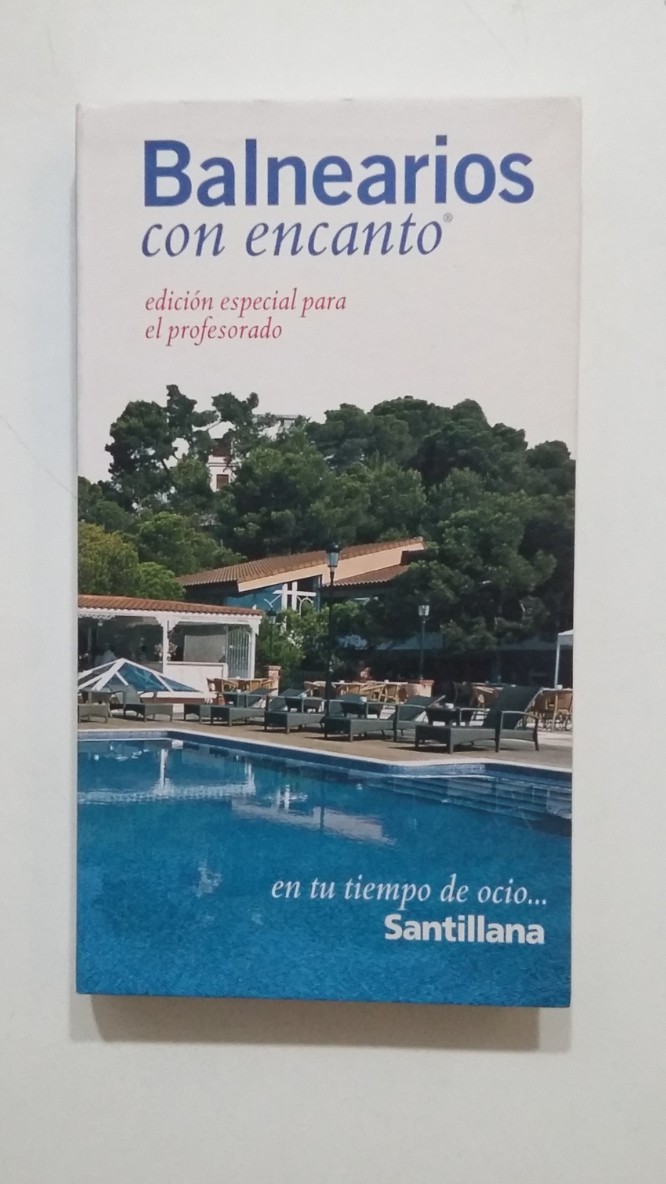 Balnearios
con encanto®
edición especial para
el profesorado
en tu tiempo de ocio...
Santillana